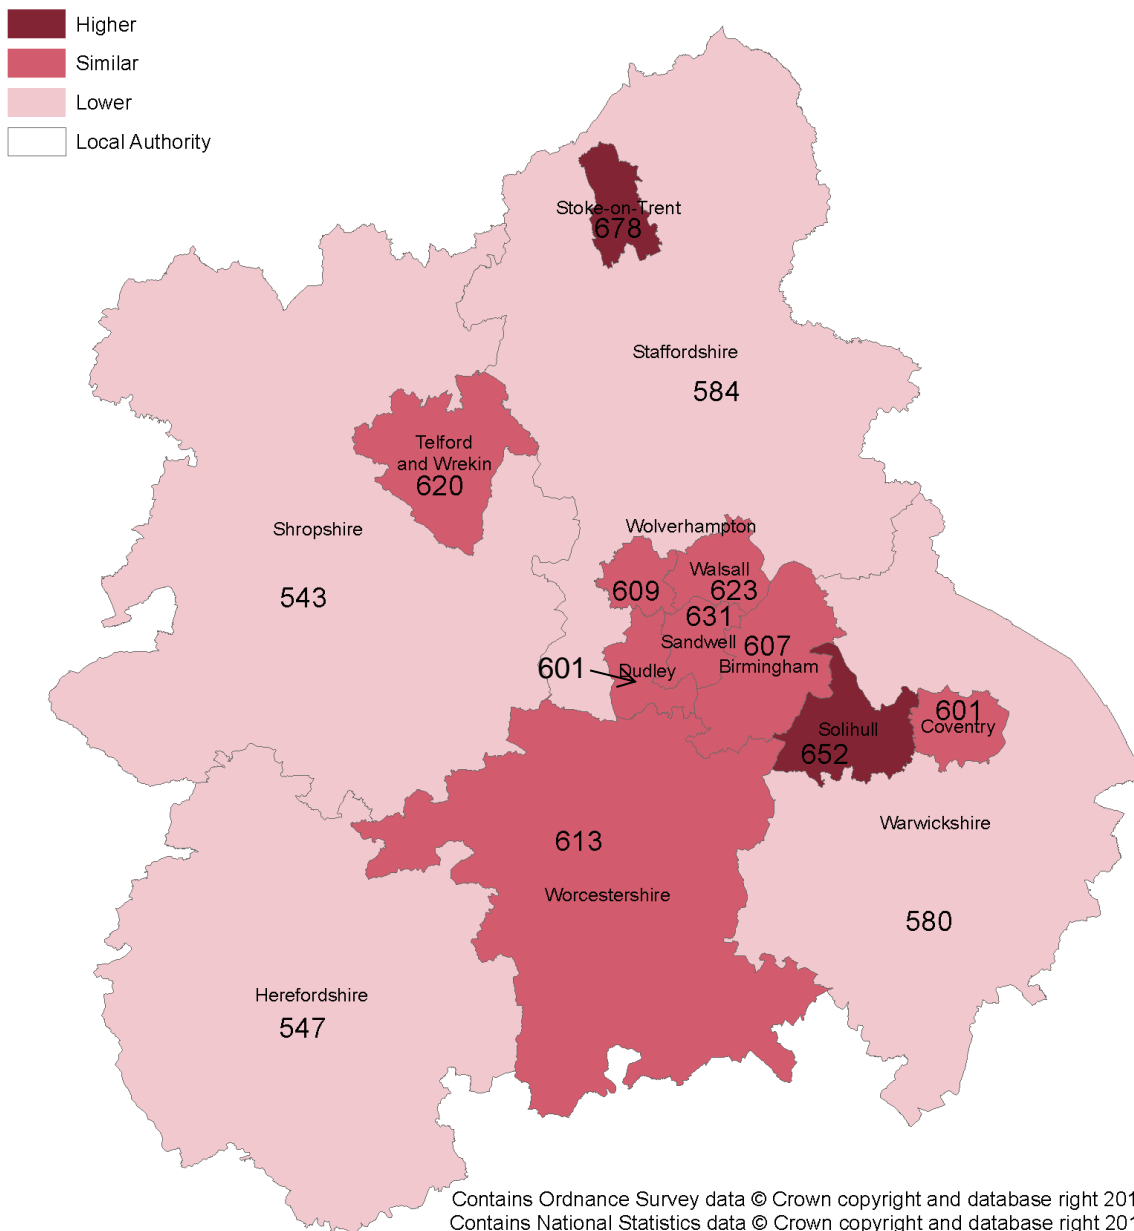 Higher
Similar
Lower
Local Authority
Stoke-on-Trent
678
Staffordshire
584
Telford
and Wrekin
620
Shropshire
543
Wolverhampton
609
Walsall
623
631
Sandwell
607
Birmingham
601
Dudley
Solihull
652
601
Coventry
Warwickshire
580
613
Worcestershire
Herefordshire
547
Contains Ordnance Survey data © Crown copyright and database right 201
Contains National Statistics data © Crown copyright and database right 201